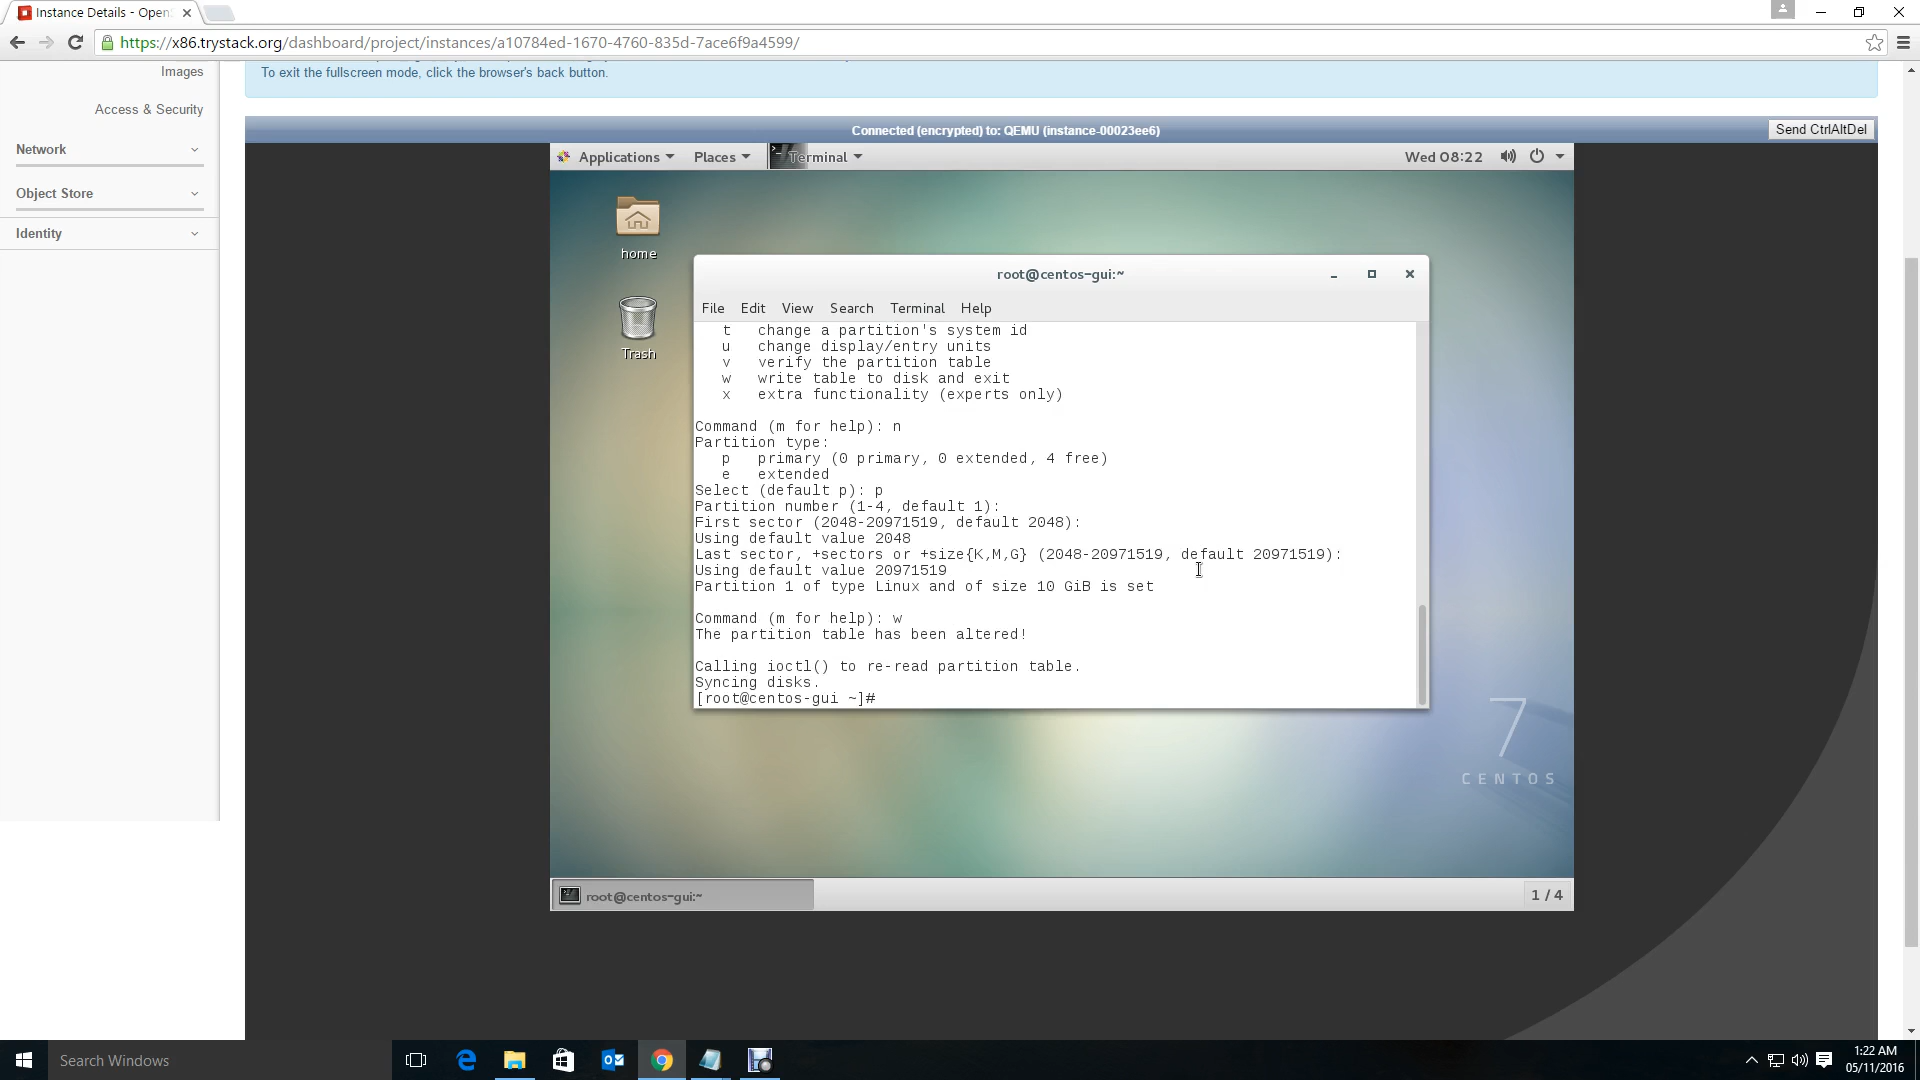 Instance Details - Open
https://x86.trystack.org/dashboard/project/instances/a10784ed-1670-4760-835d-7ace6f9a4599/
To exit the fullscreen mode, click the browser's back button.
Images
Access & Security
Network
Object Store
Identity
Connected (encrypted) to: QEMU (instance-00023ee6)
Send CtrlAltDel
Applications Places Terminal Wed 08:22
home
Trash
root@centos-gui:~
File Edit View Search Terminal Help
t change a partition's system id
u change display/entry units
v verify the partition table
w write table to disk and exit
x extra functionality (experts only)
Command (m for help): n
Partition type:
p primary (0 primary, 0 extended, 4 free)
e extended
Select (default p): p
Partition number (1-4, default 1):
First sector (2048-20971519, default 2048):
Using default value 2048
Last sector, +sectors or +size{K,M,G} (2048-20971519, default 20971519):
Using default value 20971519
Partition 1 of type Linux and of size 10 GiB is set
Command (m for help): w
The partition table has been altered!
Calling ioctl() to re-read partition table.
Syncing disks.
[root@centos-gui ~]#
7
CENTOS
root@centos-gui:~
1 / 4
Search Windows
1:22 AM
05/11/2016